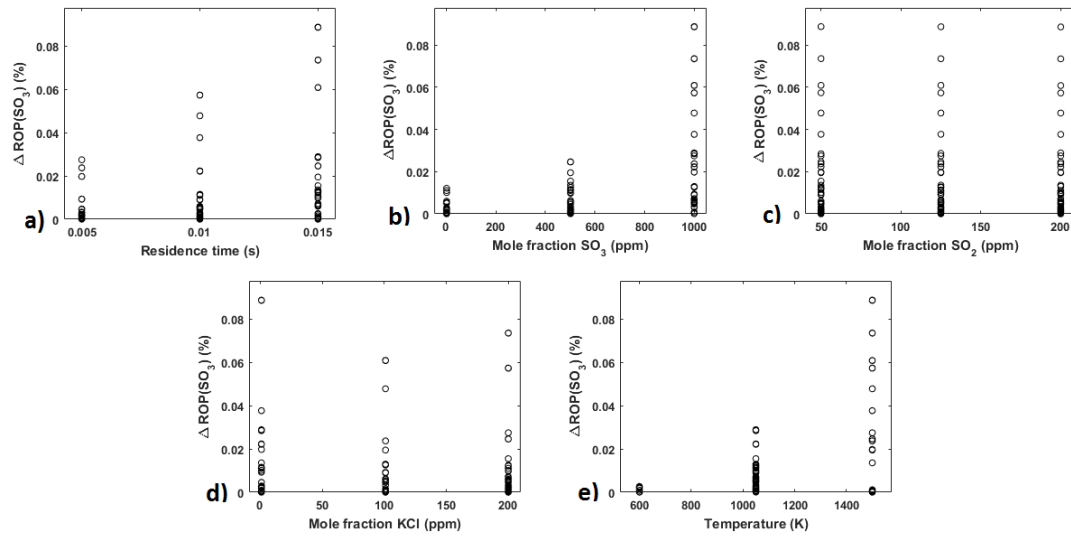 0.08
0.06
0.04
0.02
0
Δ ROP(SO3) (%)
a)
0.005 0.01 0.015
Residence time (s)
0.08
0.06
0.04
0.02
0
ΔROP(SO3) (%)
b)
0 200 400 600 800 1000
Mole fraction SO3 (ppm)
0.08
0.06
0.04
0.02
0
Δ ROP(SO3) (%)
c)
50 100 150 200
Mole fraction SO2 (ppm)
0.08
0.06
0.04
0.02
0
Δ ROP(SO3) (%)
d)
0 50 100 150 200
Mole fraction KCl (ppm)
0.08
0.06
0.04
0.02
0
Δ ROP(SO3) (%)
e)
600 800 1000 1200 1400
Temperature (K)